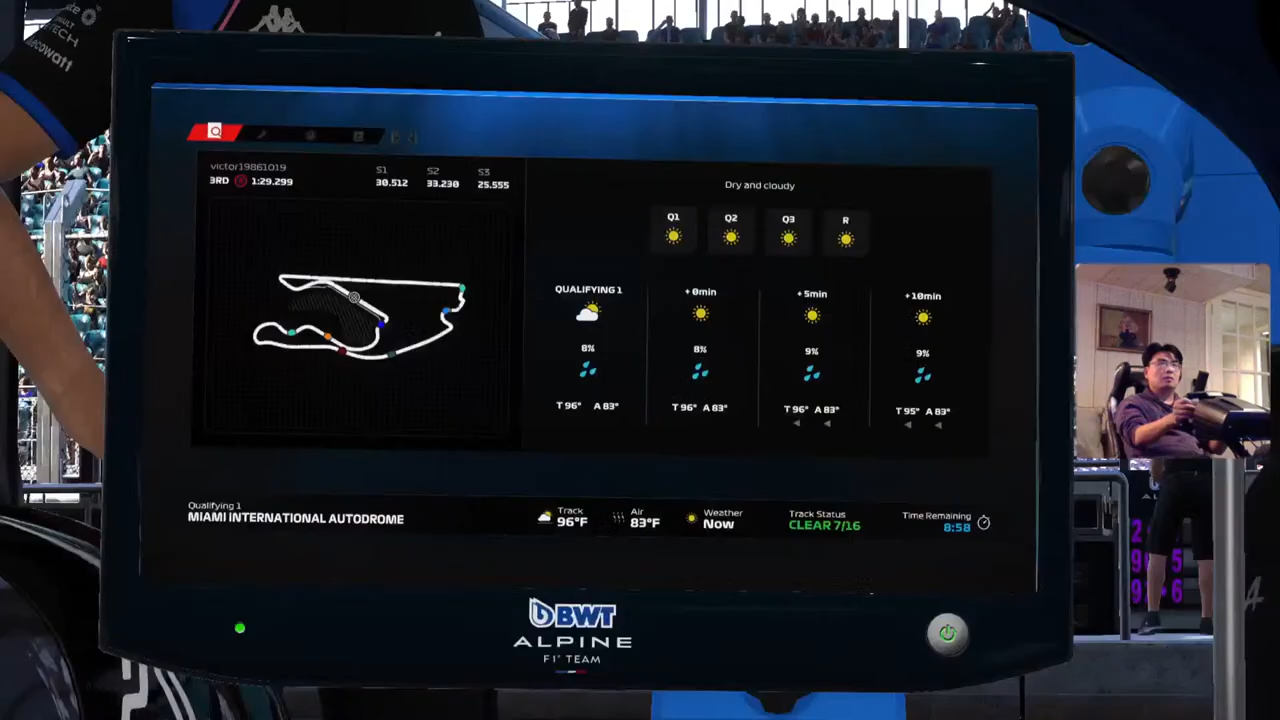 ecowatt
victor19861019
3RD 1:29.299
S1 S2 S3
30.512 33.230 25.555
Dry and cloudy
Q1 Q2 Q3 R
QUALIFYING 1 +0min +5min +10min
8% 8% 9% 9%
T 96° A 83° T 96° A 83° T 96° A 83° T 95° A 83°
Qualifying 1
MIAMI INTERNATIONAL AUTODROME
Track
96°F
Air
83°F
Weather
Now
Track Status
CLEAR 7/16
Time Remaining
8:58
BWT
ALPINE
F1 TEAM